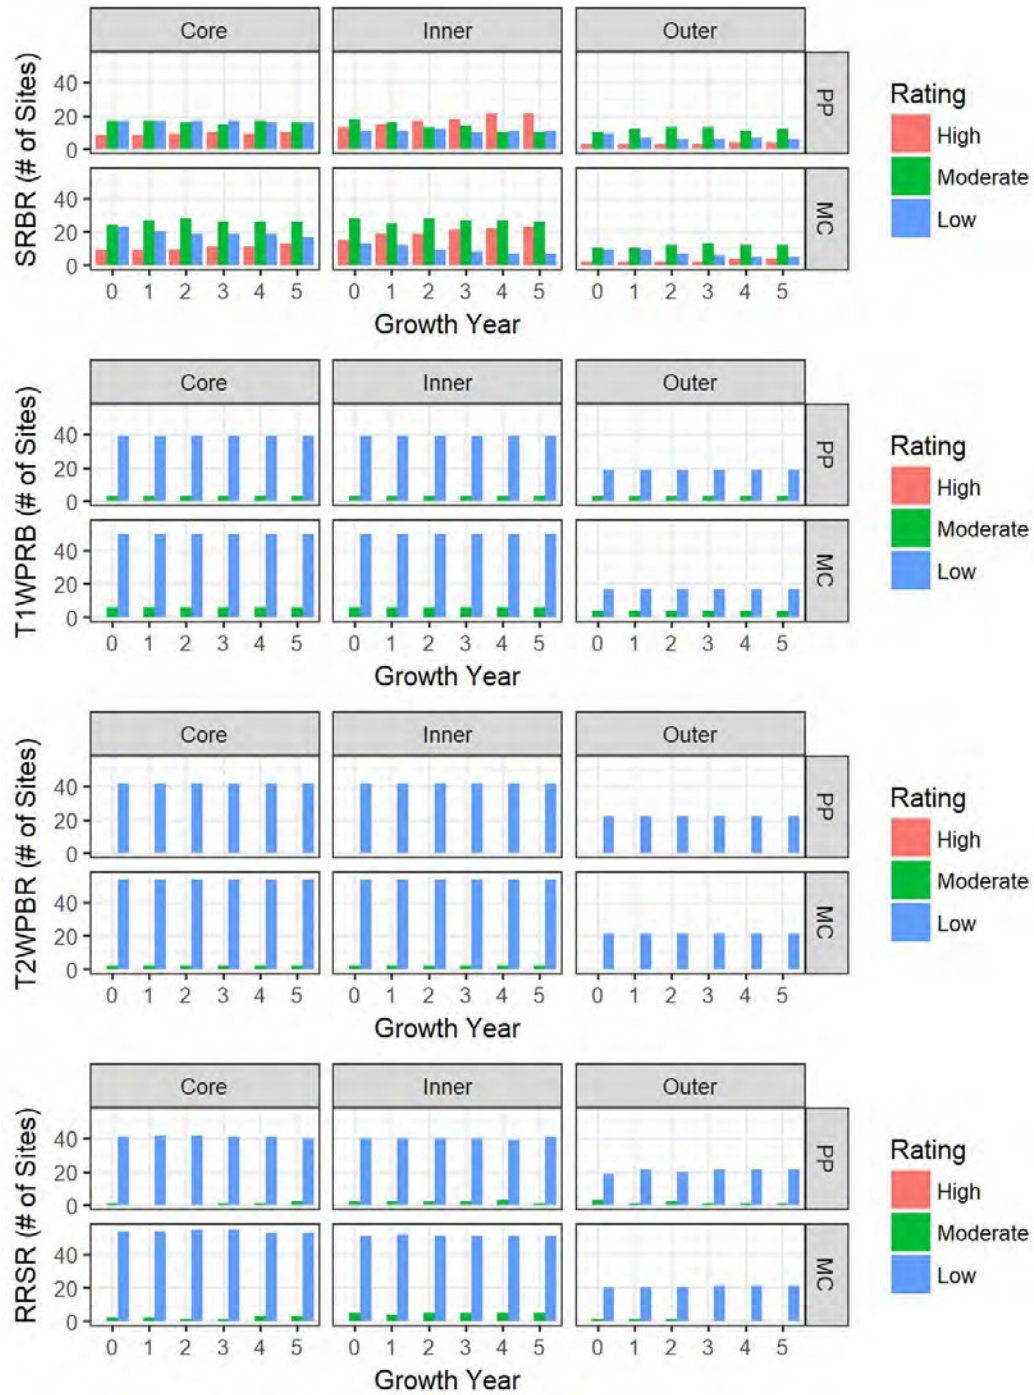 Core Inner Outer
SRBR (# of Sites)
40
20
0
PP
40
20
0
MC
0 1 2 3 4 5 0 1 2 3 4 5 0 1 2 3 4 5
Growth Year
Rating
High
Moderate
Low
Core Inner Outer
T1WPRB (# of Sites)
40
20
0
PP
40
20
0
MC
0 1 2 3 4 5 0 1 2 3 4 5 0 1 2 3 4 5
Growth Year
Rating
High
Moderate
Low
Core Inner Outer
T2WPBR (# of Sites)
40
20
0
PP
40
20
0
MC
0 1 2 3 4 5 0 1 2 3 4 5 0 1 2 3 4 5
Growth Year
Rating
High
Moderate
Low
Core Inner Outer
RRSR (# of Sites)
40
20
0
PP
40
20
0
MC
0 1 2 3 4 5 0 1 2 3 4 5 0 1 2 3 4 5
Growth Year
Rating
High
Moderate
Low